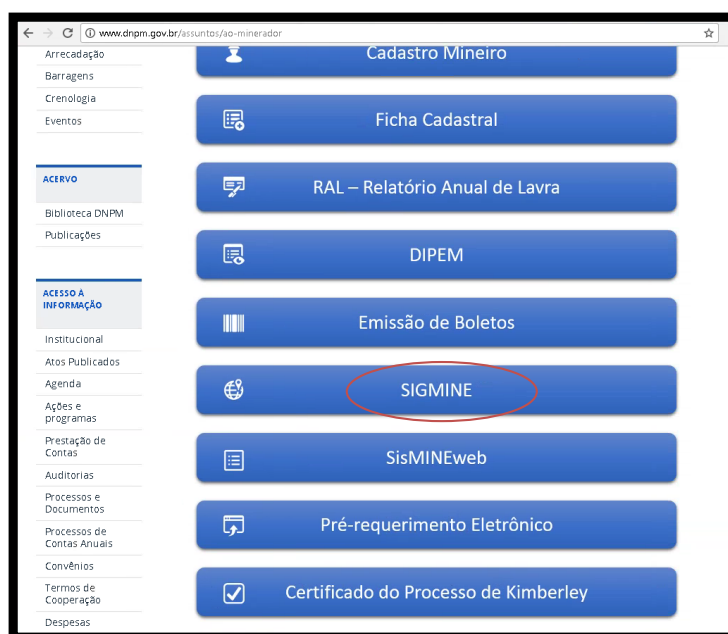 www.dnpm.gov.br/assuntos/ao-minerador
Arrecadação
Barragens
Crenologia
Eventos
ACERVO
Biblioteca DNPM
Publicações
ACESSO À
INFORMAÇÃO
Institucional
Atos Publicados
Agenda
Ações e
programas
Prestação de
Contas
Auditorias
Processos e
Documentos
Processos de
Contas Anuais
Convênios
Termos de
Cooperação
Despesas
Cadastro Mineiro
Ficha Cadastral
RAL – Relatório Anual de Lavra
DIPEM
Emissão de Boletos
SIGMINE
SisMINEweb
Pré-requerimento Eletrônico
Certificado do Processo de Kimberley